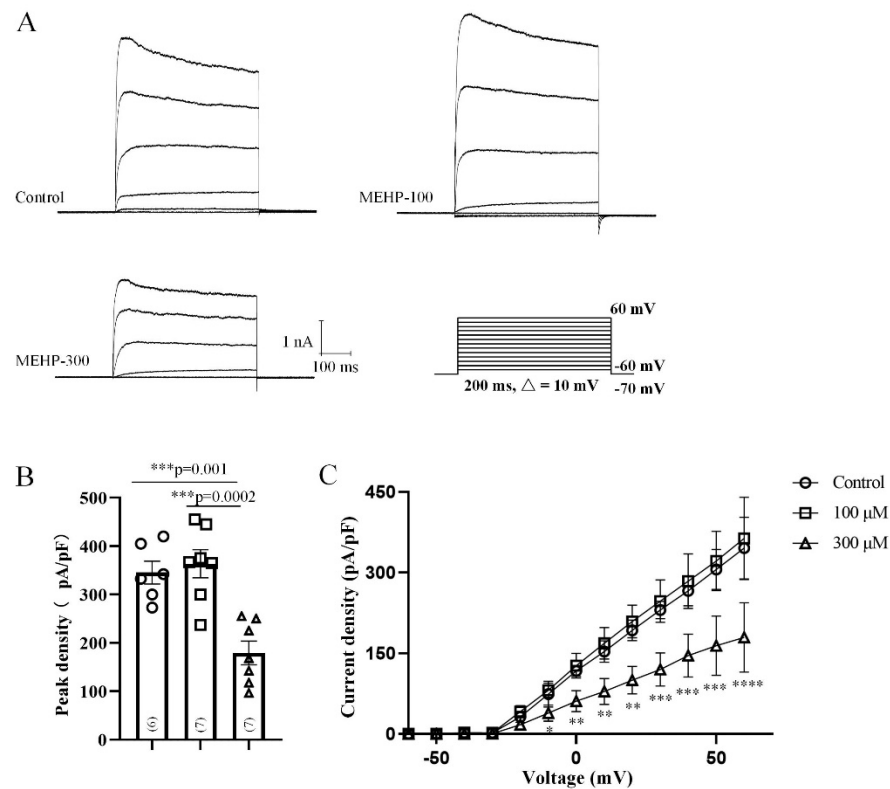 A
Control
MEHP-100
MEHP-300
1 nA
100 ms
60 mV
-60 mV
200 ms, △ = 10 mV
-70 mV
B
***p=0.001
***p=0.0002
Peak density ( pA/pF)
500
400
300
200
100
0
(6)
(7)
(7)
C
Control
100 μM
300 μM
Current density (pA/pF)
450
300
150
0
* ** ** ** *** *** *** ****
-50 0 50
Voltage (mV)